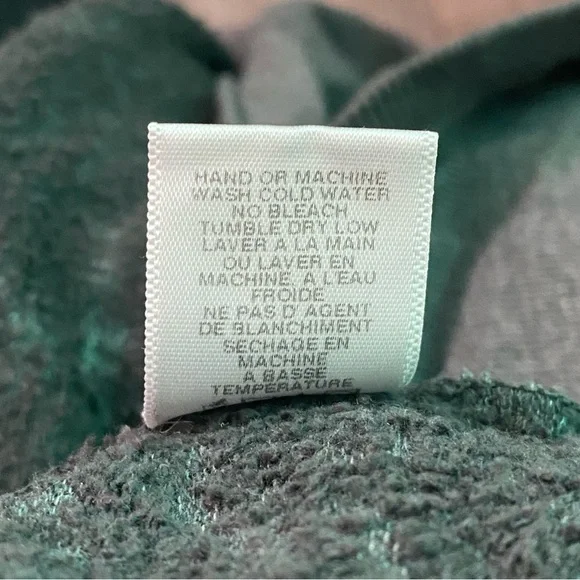 HAND OR MACHINE
WASH COLD WATER
NO BLEACH
TUMBLE DRY LOW
LAVER A LA MAIN
OU LAVER EN
MACHINE, A L'EAU
FROIDE
NE PAS D'AGENT
DE BLANCHIMENT
SECHAGE EN
MACHINE
A BASSE
TEMPERATURE